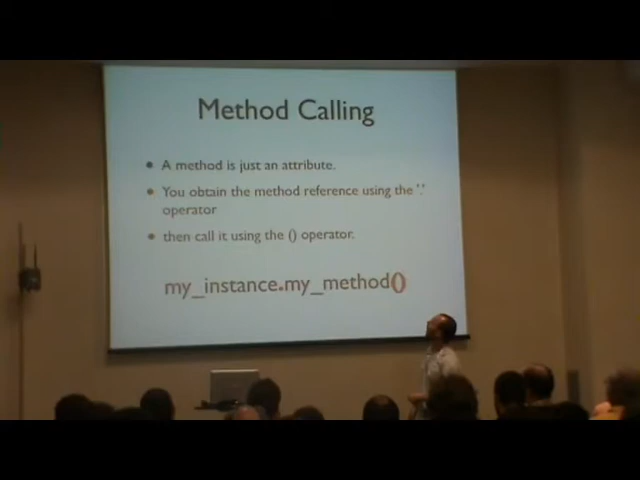 Method Calling
• A method is just an attribute.
• You obtain the method reference using the '.'
operator
• then call it using the () operator.
my_instance.my_method()